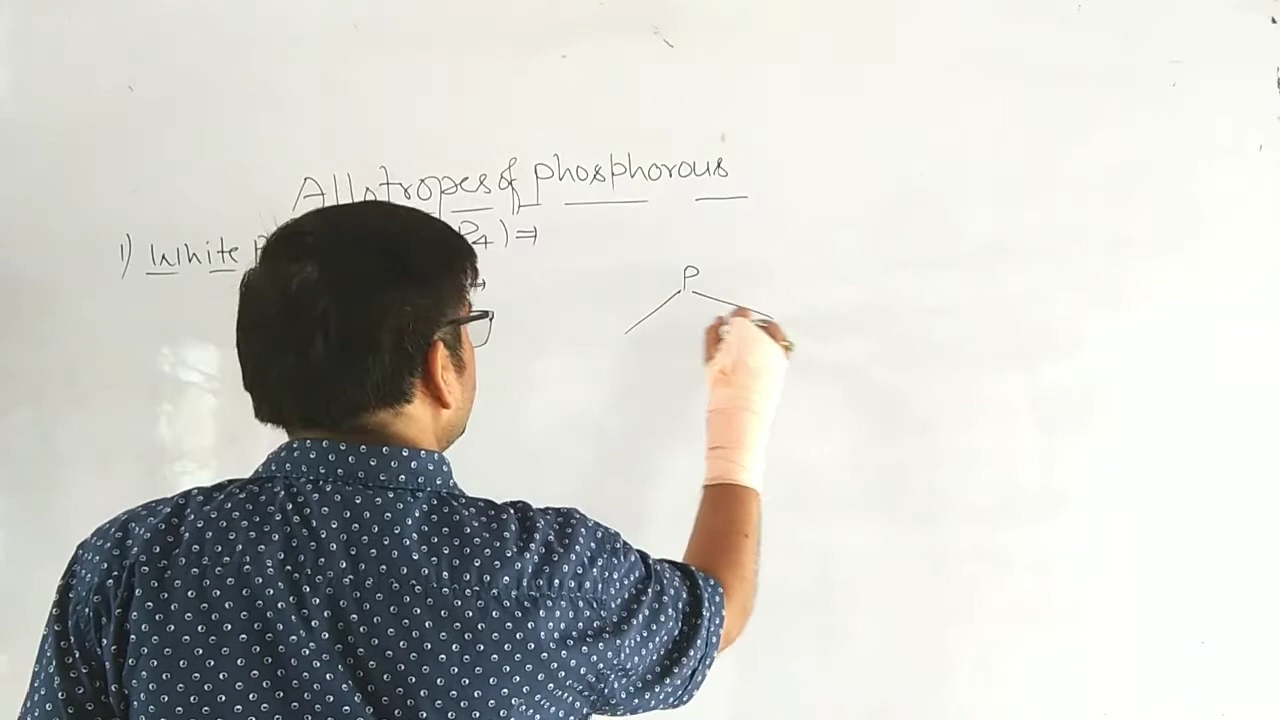 Allotropes of phosphorous
1) White P4) ⇒
P